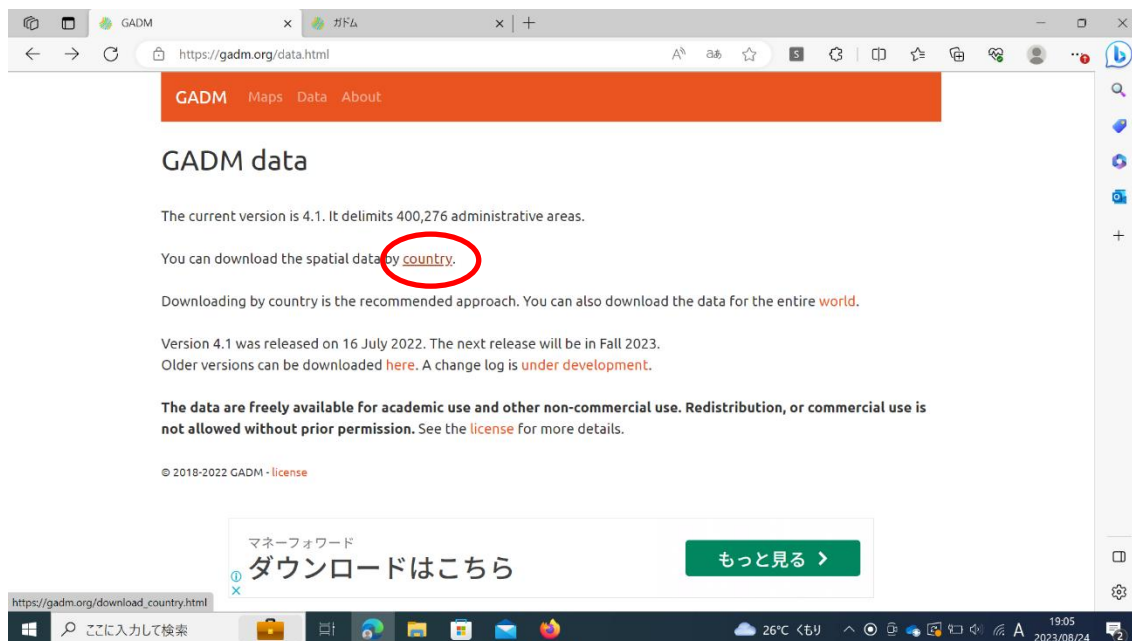 GADM
ガドム
https://gadm.org/data.html
GADM Maps Data About
GADM data
The current version is 4.1. It delimits 400,276 administrative areas.
You can download the spatial data by country.
Downloading by country is the recommended approach. You can also download the data for the entire world.
Version 4.1 was released on 16 July 2022. The next release will be in Fall 2023.
Older versions can be downloaded here. A change log is under development.
The data are freely available for academic use and other non-commercial use. Redistribution, or commercial use is
not allowed without prior permission. See the license for more details.
© 2018-2022 GADM - license
マネーフォワード
ダウンロードはこちら
もっと見る
https://gadm.org/download_country.html
ここに入力して検索
26°C くもり
A
19:05
2023/08/24
2